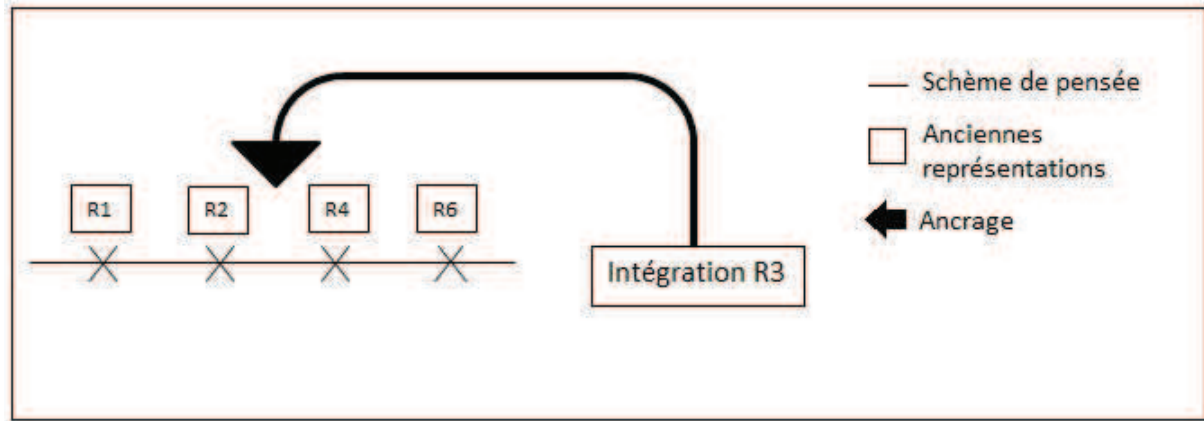 R1
R2
R4
R6
Intégration R3
Schème de pensée
Anciennes
représentations
Ancrage